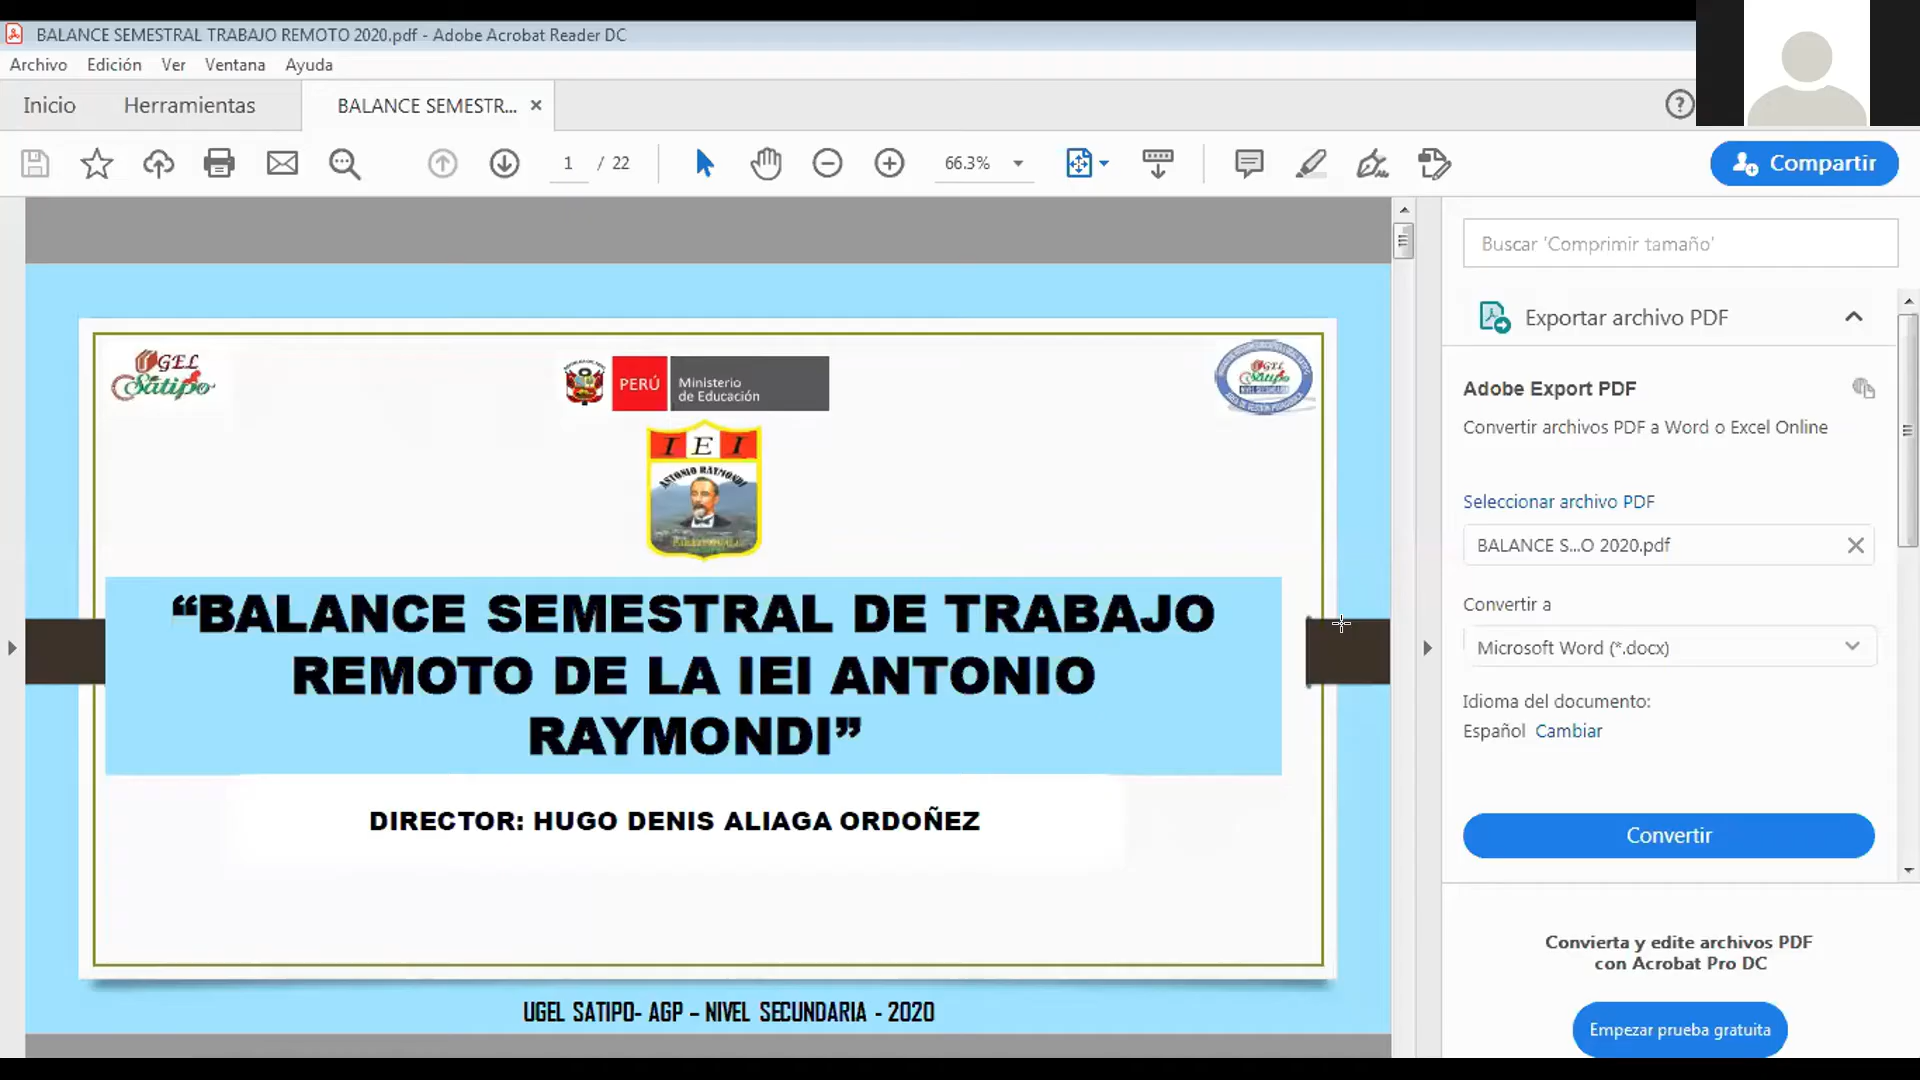 BALANCE SEMESTRAL TRABAJO REMOTO 2020.pdf - Adobe Acrobat Reader DC
Archivo Edición Ver Ventana Ayuda
Inicio Herramientas BALANCE SEMESTR... ×
1 / 22 66.3% Compartir
Buscar 'Comprimir tamaño'
Exportar archivo PDF
Adobe Export PDF
Convertir archivos PDF a Word o Excel Online
Seleccionar archivo PDF
BALANCE S...O 2020.pdf
Convertir a
Microsoft Word (*.docx)
Idioma del documento:
Español Cambiar
Convertir
Convierta y edite archivos PDF
con Acrobat Pro DC
Empezar prueba gratuita
UGEL
Satipo
PERÚ
Ministerio
de Educación
UGEL
Satipo
I E I
ANTONIO RAYMONDI
“BALANCE SEMESTRAL DE TRABAJO
REMOTO DE LA IEI ANTONIO
RAYMONDI”
DIRECTOR: HUGO DENIS ALIAGA ORDOÑEZ
UGEL SATIPO- AGP – NIVEL SECUNDARIA - 2020